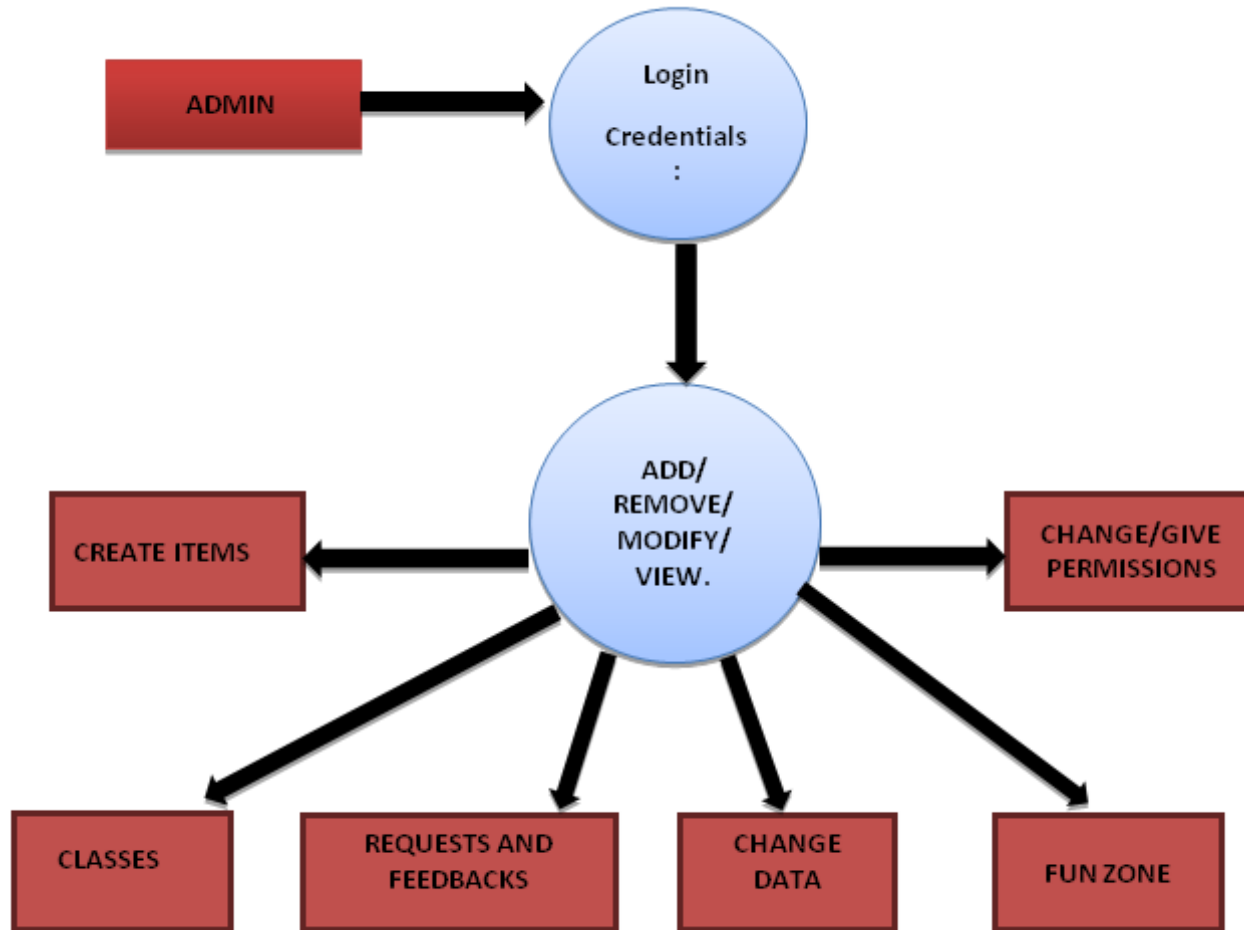 ADMIN
Login
Credentials
:
ADD/
REMOVE/
MODIFY/
VIEW.
CREATE ITEMS
CHANGE/GIVE
PERMISSIONS
CLASSES
REQUESTS AND
FEEDBACKS
CHANGE
DATA
FUN ZONE